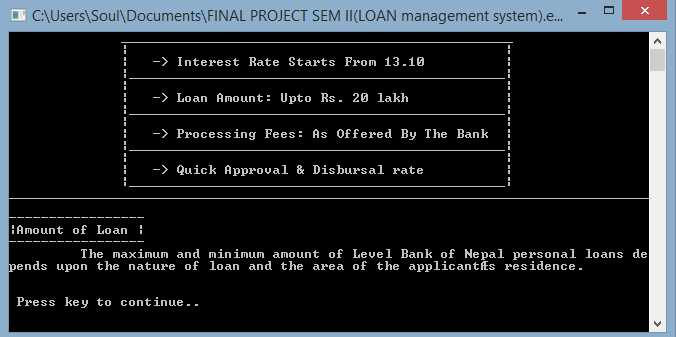 C:\Users\Soul\Documents\FINAL PROJECT SEM II(LOAN management system).e...
-> Interest Rate Starts From 13.10
-> Loan Amount: Upto Rs. 20 lakh
-> Processing Fees: As Offered By The Bank
-> Quick Approval & Disbursal rate
Amount of Loan
The maximum and minimum amount of Level Bank of Nepal personal loans de
pends upon the nature of loan and the area of the residence.
Press key to continue..